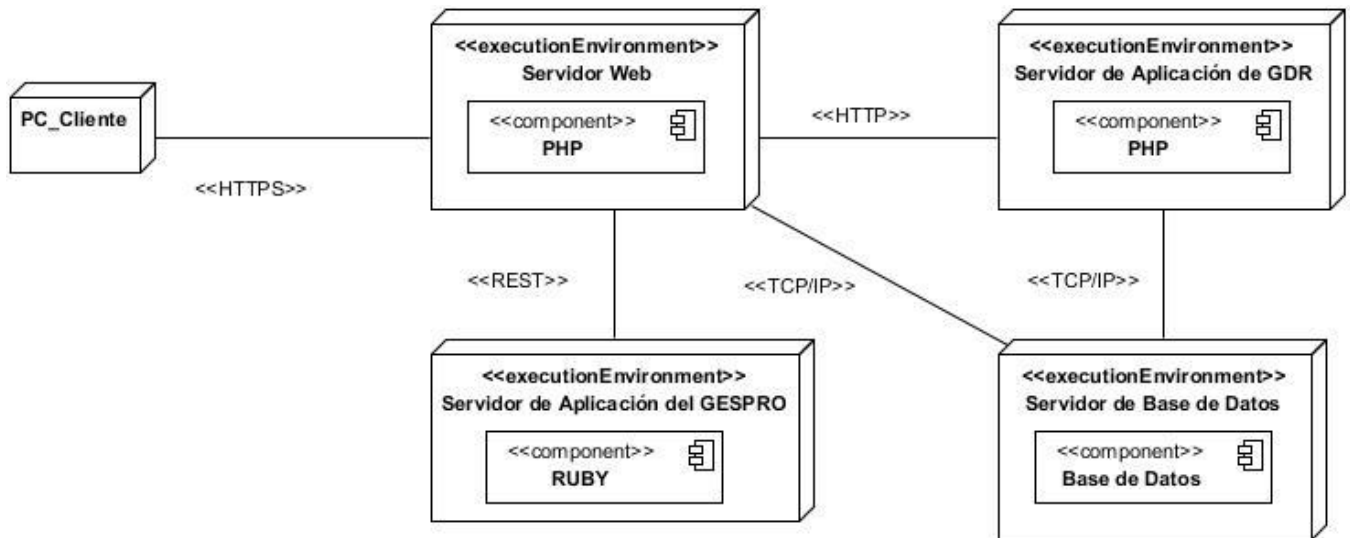 PC_Cliente
<<HTTPS>>
<<executionEnvironment>>
Servidor Web
<<component>>
PHP
<<HTTP>>
<<executionEnvironment>>
Servidor de Aplicación de GDR
<<component>>
PHP
<<REST>>
<<TCP/IP>>
<<TCP/IP>>
<<executionEnvironment>>
Servidor de Aplicación del GESPRO
<<component>>
RUBY
<<executionEnvironment>>
Servidor de Base de Datos
<<component>>
Base de Datos